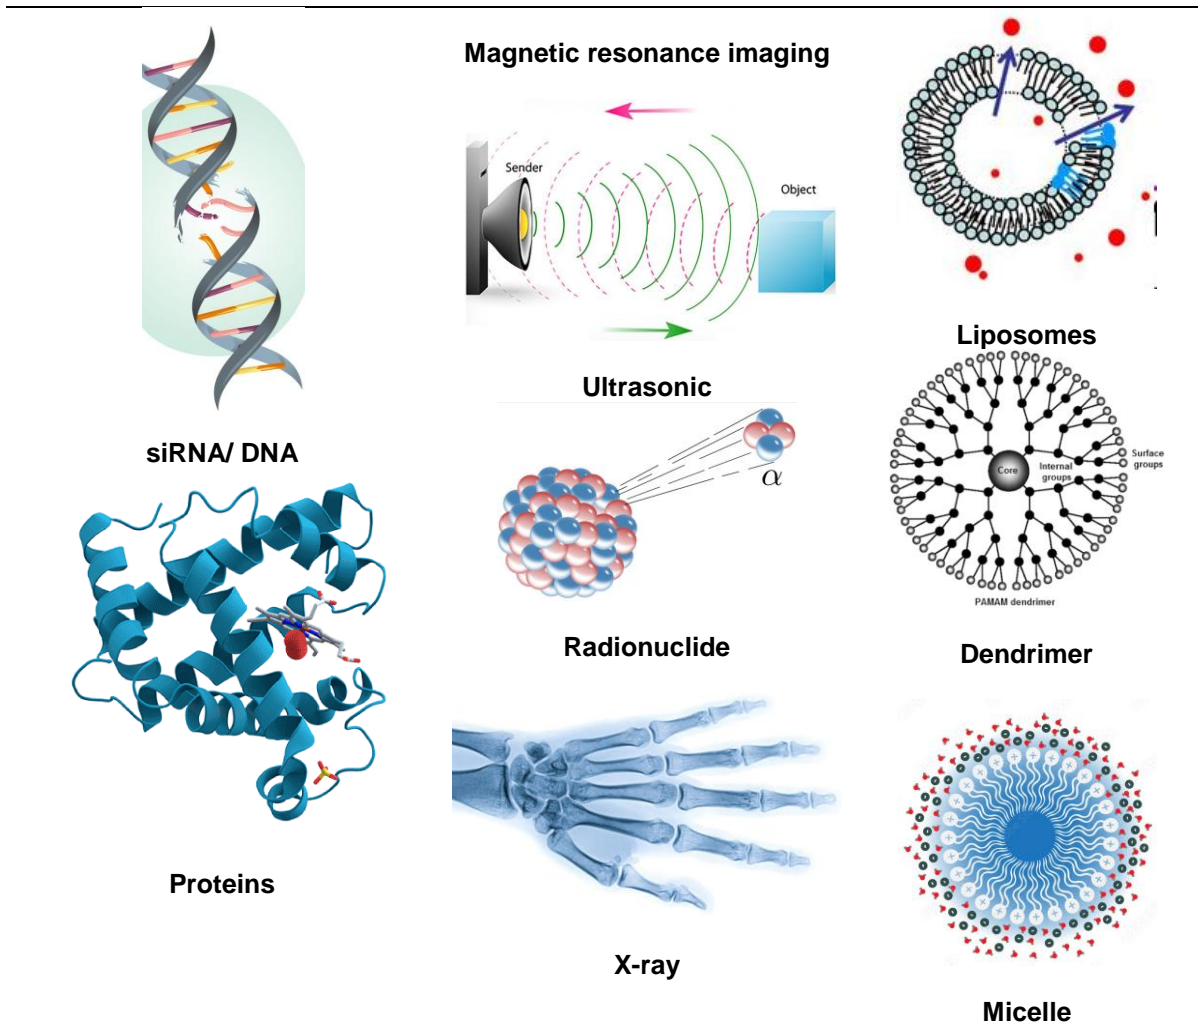 Magnetic resonance imaging
Sender
Object
Liposomes
Ultrasonic
siRNA/ DNA
α
Core
Internal
groups
Surface
groups
PAMAM dendrimer
Radionuclide
Dendrimer
Proteins
X-ray
Micelle